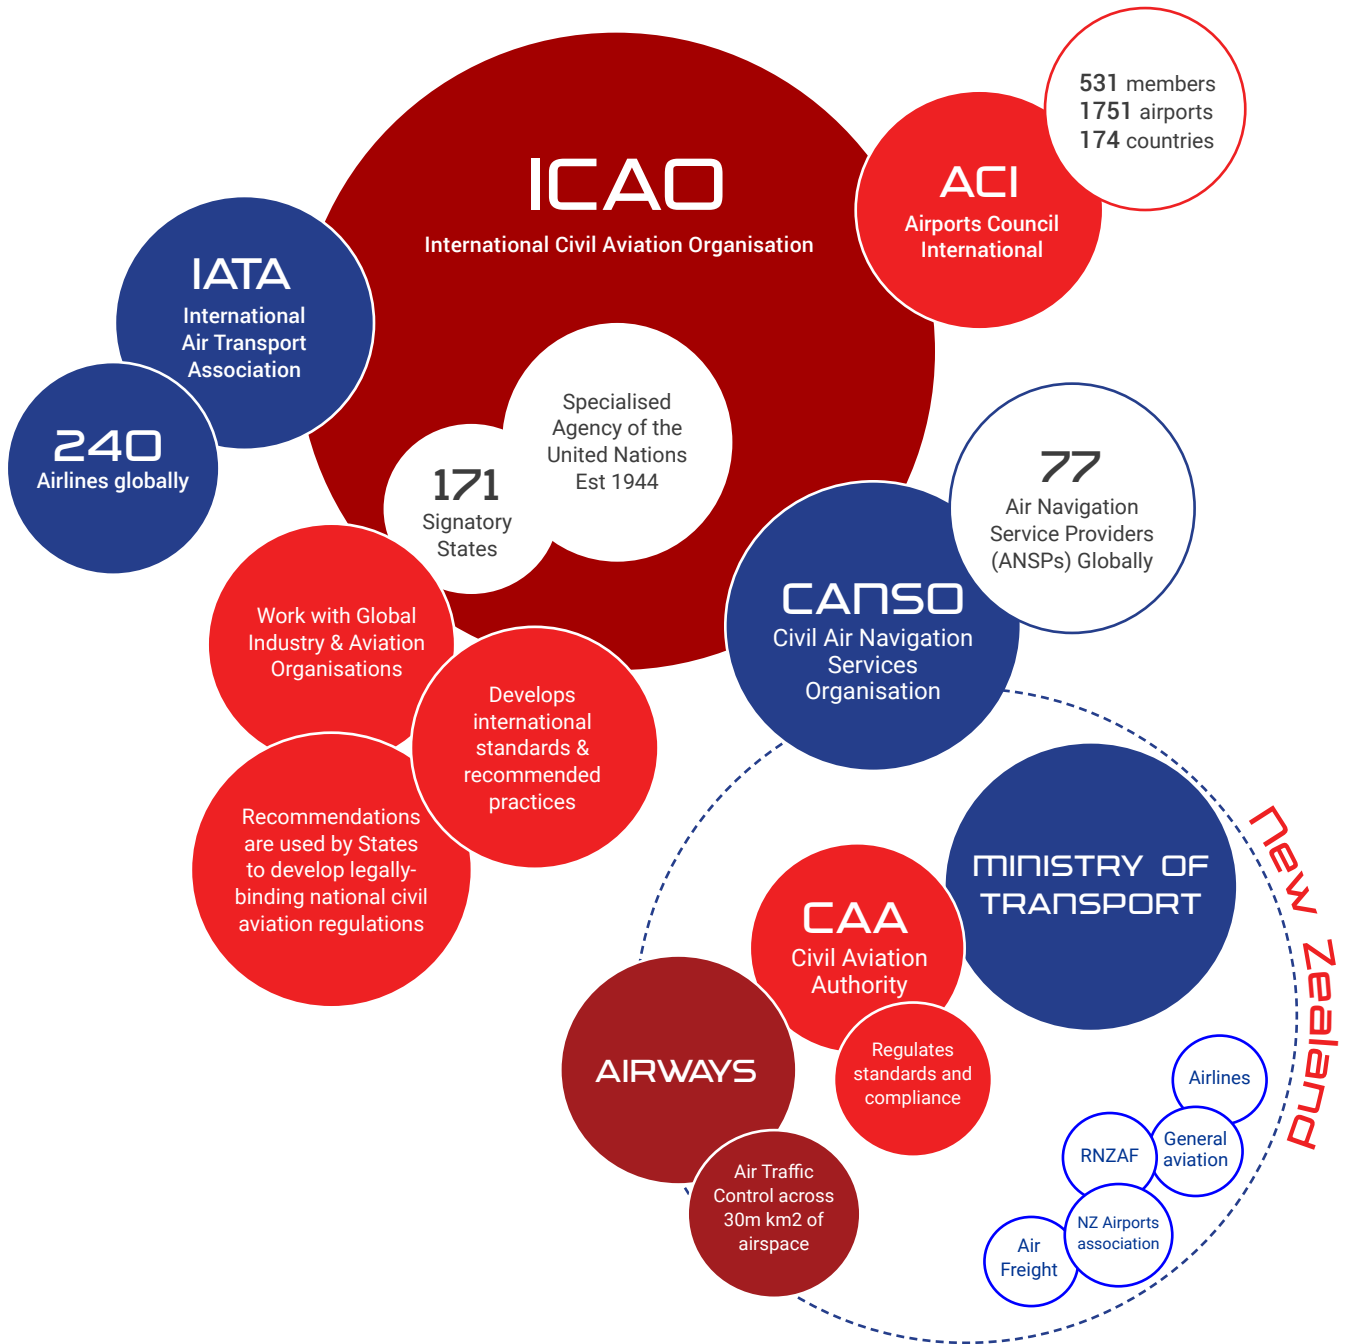 ICAO
International Civil Aviation Organisation
ACI
Airports Council
International
531 members
1751 airports
174 countries
IATA
International
Air Transport
Association
240
Airlines globally
Specialised
Agency of the
United Nations
Est 1944
171
Signatory
States
77
Air Navigation
Service Providers
(ANSPs) Globally
CANSO
Civil Air Navigation
Services
Organisation
Work with Global
Industry & Aviation
Organisations
Develops
international
standards &
recommended
practices
Recommendations
are used by States
to develop legally-
binding national civil
aviation regulations
New Zealand
MINISTRY OF
TRANSPORT
CAA
Civil Aviation
Authority
Regulates
standards and
compliance
AIRWAYS
Air Traffic
Control across
30m km2 of
airspace
Airlines
General
aviation
RNZAF
NZ Airports
association
Air
Freight